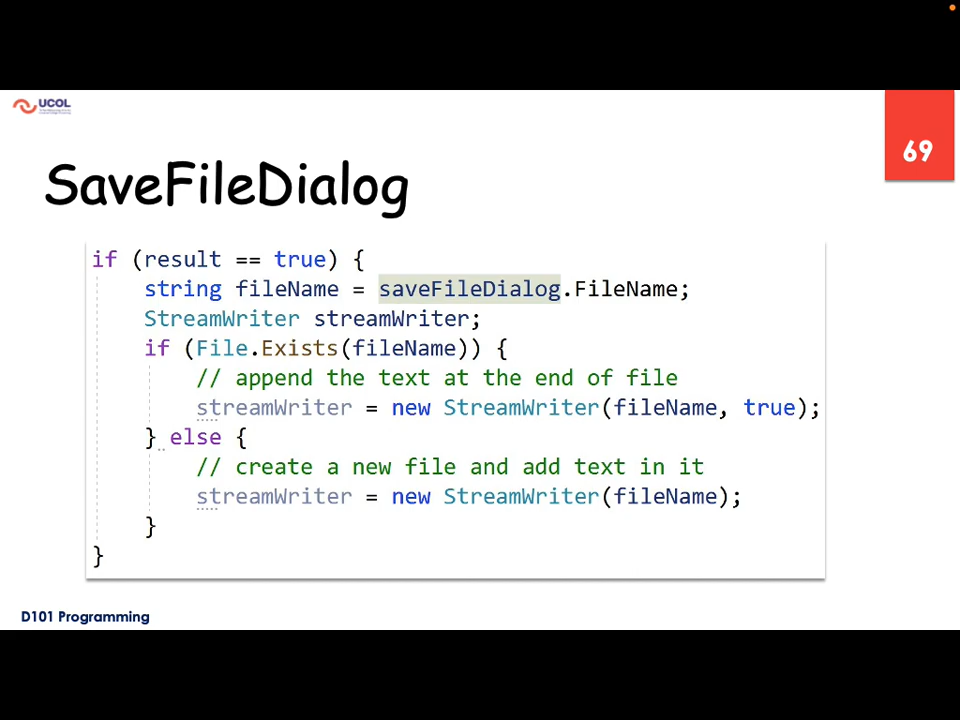 UCOL
69
SaveFileDialog
if (result == true) {
string fileName = saveFileDialog.FileName;
StreamWriter streamWriter;
if (File.Exists(fileName)) {
// append the text at the end of file
streamWriter = new StreamWriter(fileName, true);
} else {
// create a new file and add text in it
streamWriter = new StreamWriter(fileName);
}
}
D101 Programming